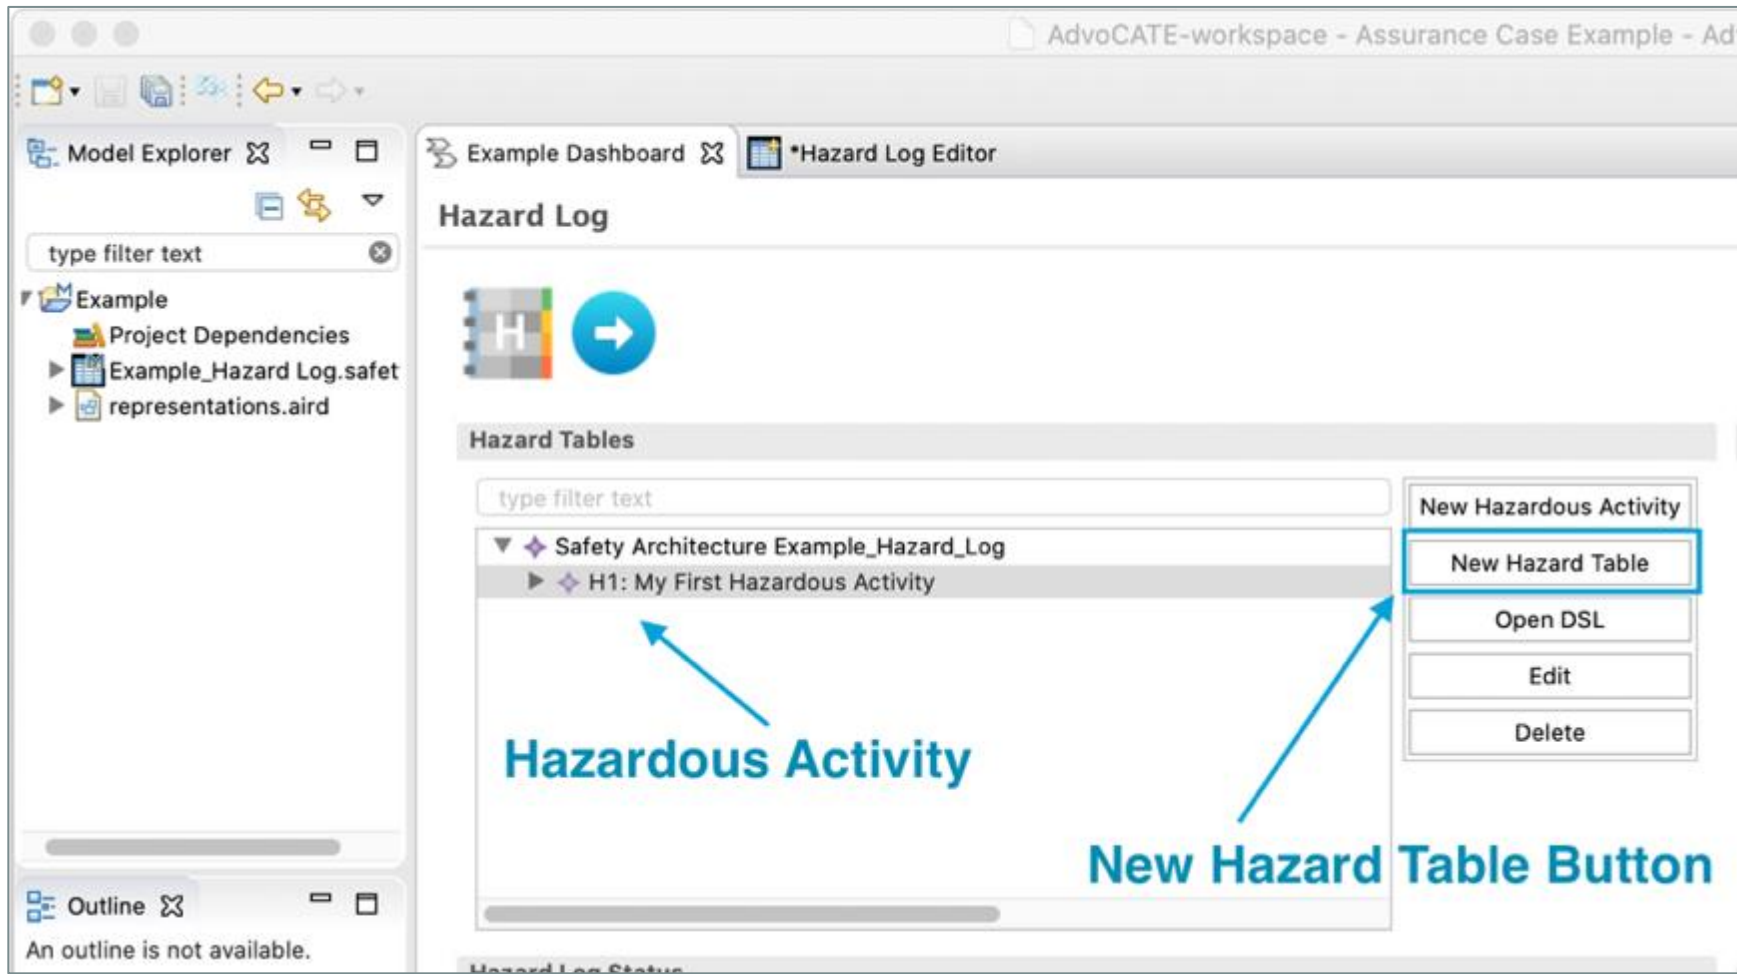 AdvoCATE-workspace - Assurance Case Example - Ad
Model Explorer
Example Dashboard
*Hazard Log Editor
Hazard Log
type filter text
Example
Project Dependencies
Example_Hazard Log.safet
representations.aird
H
Hazard Tables
type filter text
New Hazardous Activity
Safety Architecture Example_Hazard_Log
New Hazard Table
H1: My First Hazardous Activity
Open DSL
Edit
Delete
Hazardous Activity
New Hazard Table Button
Outline
An outline is not available.
Hazard Log Status